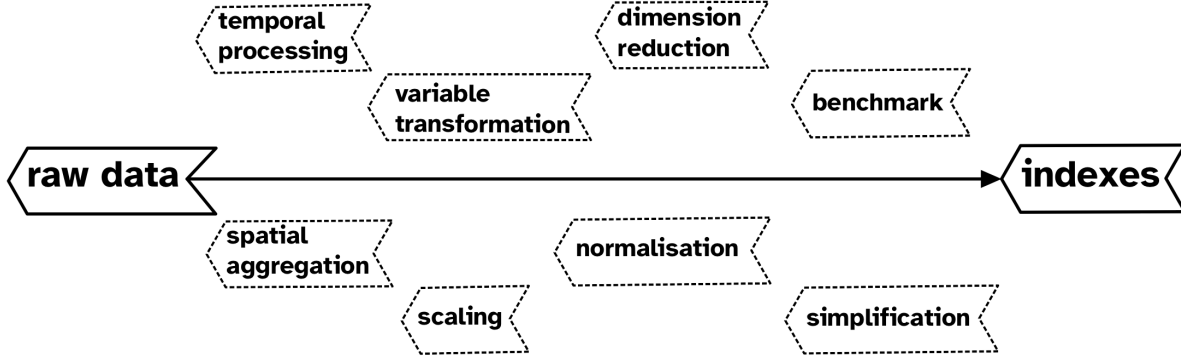 temporal
processing
dimension
reduction
variable
transformation
benchmark
raw data
indexes
spatial
aggregation
normalisation
scaling
simplification